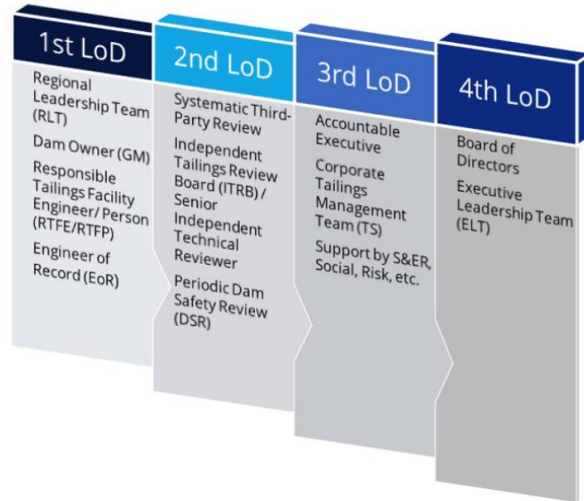 1st LoD
Regional
Leadership Team
(RLT)
Dam Owner (GM)
Responsible
Tailings Facility
Engineer/ Person
(RTFE/RTFP)
Engineer of
Record (EoR)
2nd LoD
Systematic Third-
Party Review
Independent
Tailings Review
Board (ITRB) /
Senior
Independent
Technical
Reviewer
Periodic Dam
Safety Review
(DSR)
3rd LoD
Accountable
Executive
Corporate
Tailings
Management
Team (TS)
Support by S&ER,
Social, Risk, etc.
4th LoD
Board of
Directors
Executive
Leadership Team
(ELT)